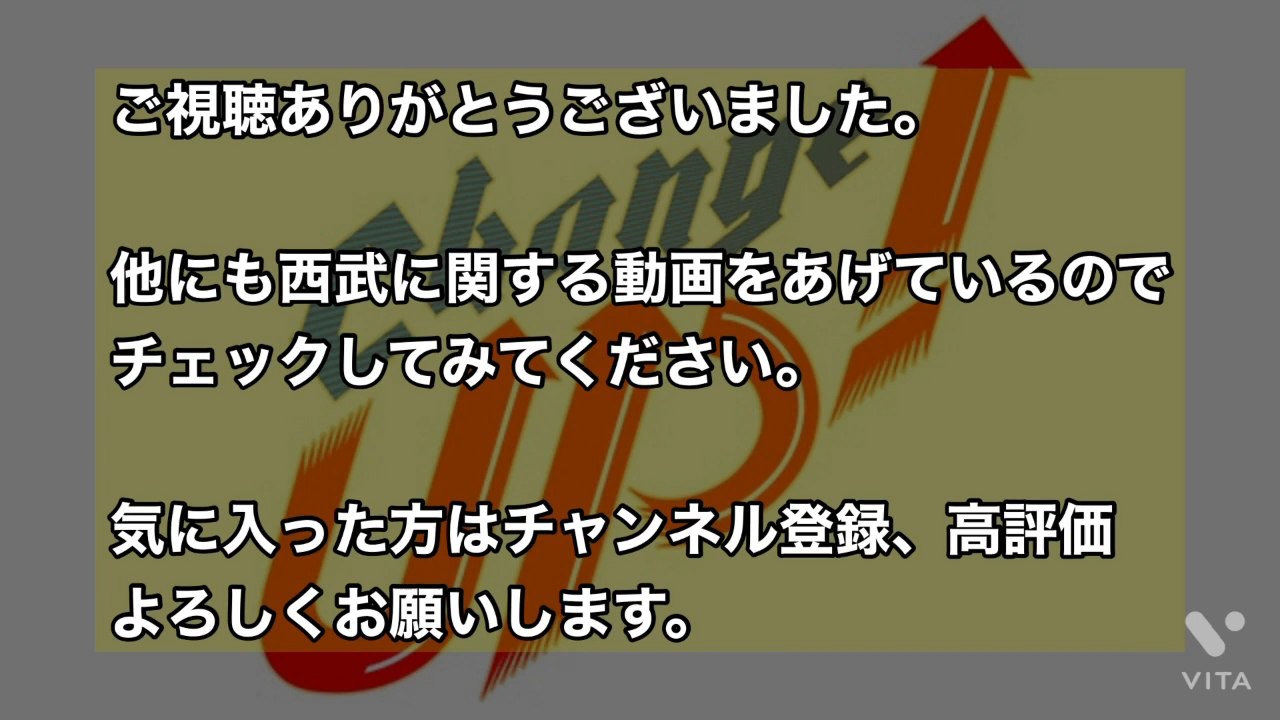 ご視聴ありがとうございました。
他にも西武に関する動画をあげているので
チェックしてみてください。
気に入った方はチャンネル登録、高評価
よろしくお願いします。
Change
UP!
VITA